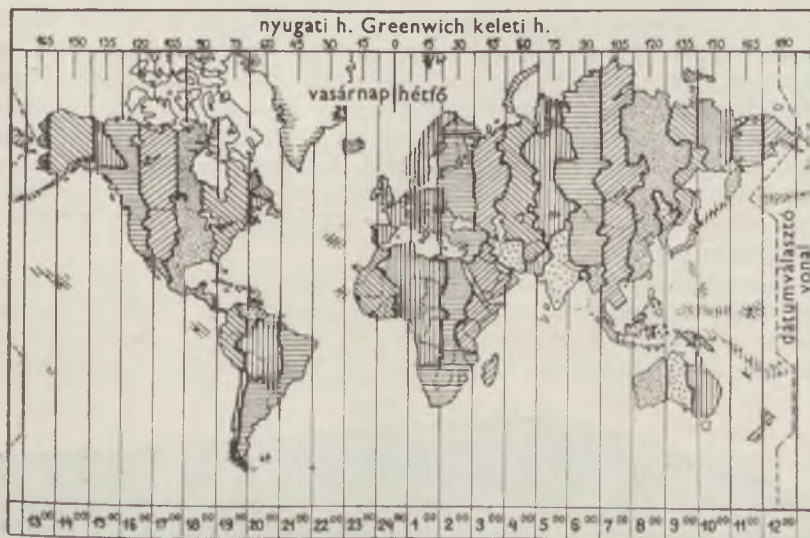 nyugati h. Greenwich keleti h.
165 150 135 120 105 90 75 60 45 30 15 0 15 30 45 60 75 90 105 120 135 150 165 180
vasárnap hétfő
dátumválasztó
vonal
13⁰⁰ 14⁰⁰ 15⁰⁰ 16⁰⁰ 17⁰⁰ 18⁰⁰ 19⁰⁰ 20⁰⁰ 21⁰⁰ 22⁰⁰ 23⁰⁰ 24⁰⁰ 1⁰⁰ 2⁰⁰ 3⁰⁰ 4⁰⁰ 5⁰⁰ 6⁰⁰ 7⁰⁰ 8⁰⁰ 9⁰⁰ 10⁰⁰ 11⁰⁰ 12⁰⁰